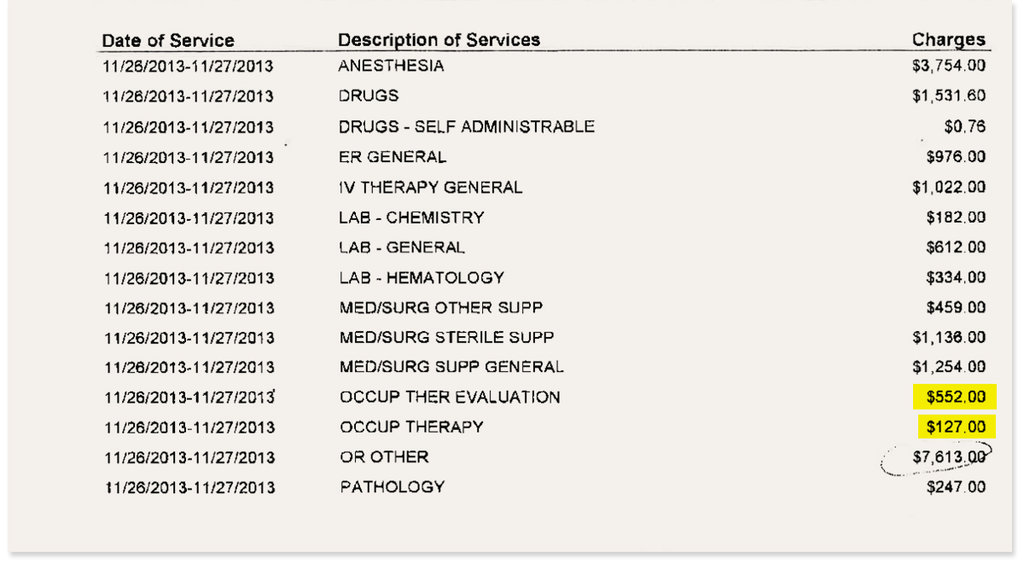 Date of Service Description of Services Charges
11/26/2013-11/27/2013 ANESTHESIA $3,754.00
11/26/2013-11/27/2013 DRUGS $1,531.60
11/26/2013-11/27/2013 DRUGS - SELF ADMINISTRABLE $0.76
11/26/2013-11/27/2013 ER GENERAL $976.00
11/26/2013-11/27/2013 IV THERAPY GENERAL $1,022.00
11/26/2013-11/27/2013 LAB - CHEMISTRY $182.00
11/26/2013-11/27/2013 LAB - GENERAL $612.00
11/26/2013-11/27/2013 LAB - HEMATOLOGY $334.00
11/26/2013-11/27/2013 MED/SURG OTHER SUPP $459.00
11/26/2013-11/27/2013 MED/SURG STERILE SUPP $1,136.00
11/26/2013-11/27/2013 MED/SURG SUPP GENERAL $1,254.00
11/26/2013-11/27/2013 OCCUP THER EVALUATION $552.00
11/26/2013-11/27/2013 OCCUP THERAPY $127.00
11/26/2013-11/27/2013 OR OTHER $7,613.00
11/26/2013-11/27/2013 PATHOLOGY $247.00